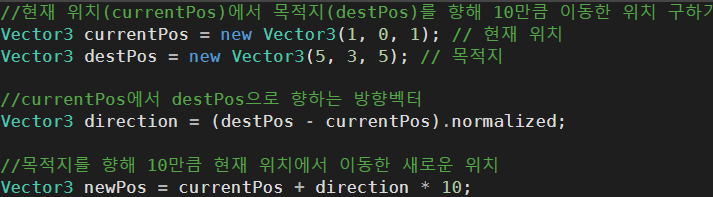 //현재 위치(currentPos)에서 목적지(destPos)를 향해 10만큼 이동한 위치 구하기
Vector3 currentPos = new Vector3(1, 0, 1); // 현재 위치
Vector3 destPos = new Vector3(5, 3, 5); // 목적지
//currentPos에서 destPos으로 향하는 방향벡터
Vector3 direction = (destPos - currentPos).normalized;
//목적지를 향해 10만큼 현재 위치에서 이동한 새로운 위치
Vector3 newPos = currentPos + direction * 10;